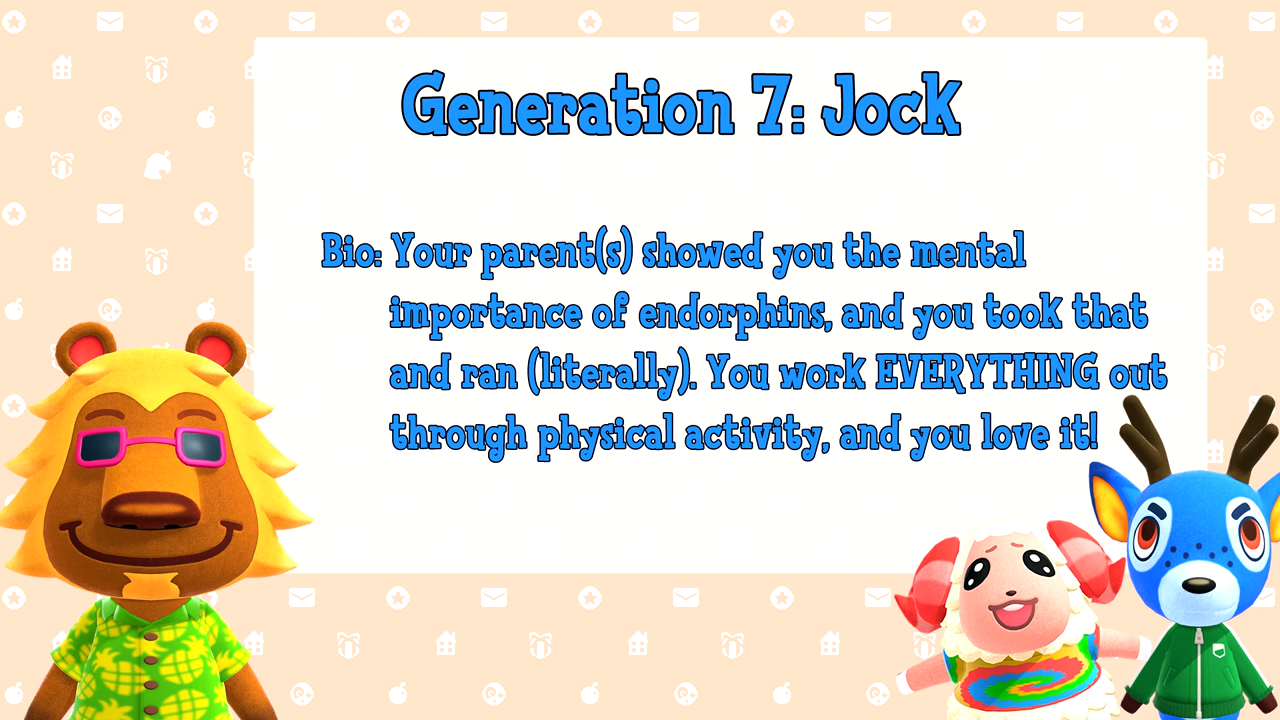 Generation 7: Jock
Bio: Your parent(s) showed you the mental
importance of endorphins, and you took that
and ran (literally). You work EVERYTHING out
through physical activity, and you love it!